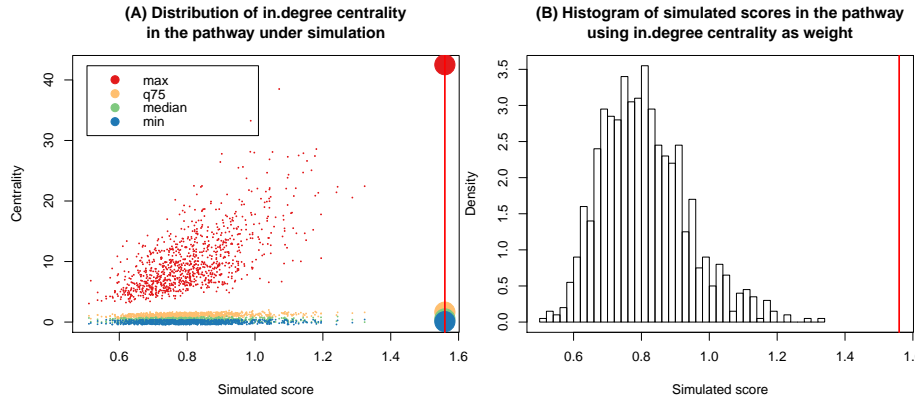 (A) Distribution of in.degree centrality
in the pathway under simulation
Centrality
40
30
20
10
0
max
q75
median
min
0.6 0.8 1.0 1.2 1.4 1.6
Simulated score
(B) Histogram of simulated scores in the pathway
using in.degree centrality as weight
Density
3.5
3.0
2.5
2.0
1.5
1.0
0.5
0.0
0.6 0.8 1.0 1.2 1.4 1.6
Simulated score